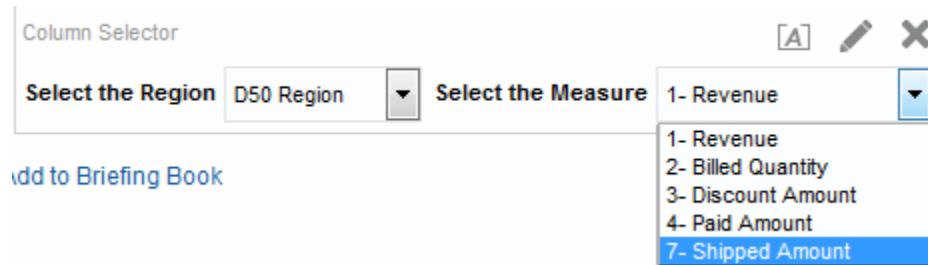 Column Selector
[A]
Select the Region D50 Region Select the Measure 1- Revenue
1- Revenue
2- Billed Quantity
3- Discount Amount
4- Paid Amount
7- Shipped Amount
Add to Briefing Book